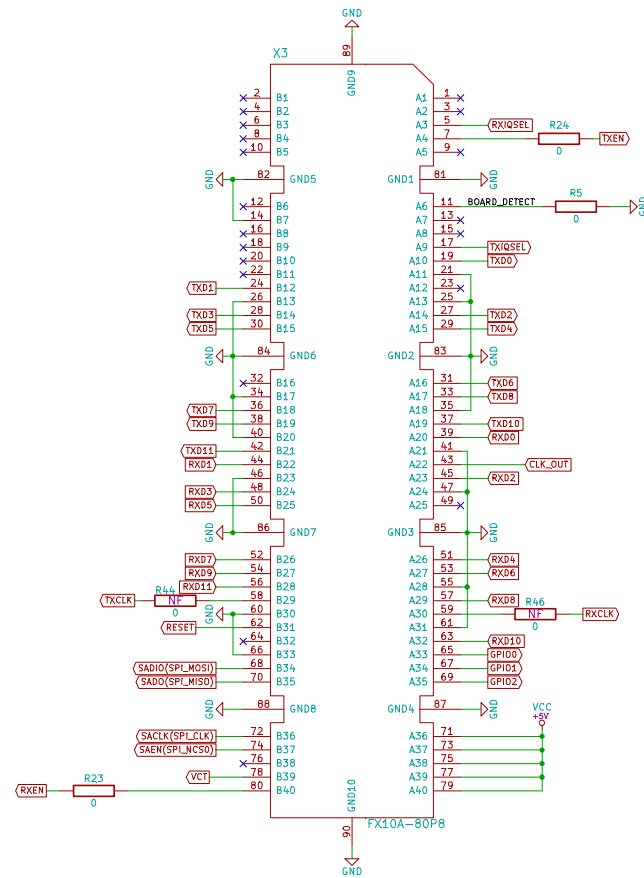 GND
89
X3
GND9
2 B1 A1 1
4 B2 A2 3
6 B3 A3 5 RXIQSEL
8 B4 A4 7 R24 0 TXEN
10 B5 A5 9
GND 82 GND5 GND1 81 GND
12 B6 A6 11 BOARD_DETECT R5 0 GND
14 B7 A7 13
16 B8 A8 15
18 B9 A9 17 TXIQSEL
20 B10 A10 19 TXD0
22 B11 A11 21
TXD1 24 B12 A12 23
26 B13 A13 25
TXD3 28 B14 A14 27 TXD2
TXD5 30 B15 A15 29 TXD4
GND 84 GND6 GND2 83 GND
32 B16 A16 31 TXD6
34 B17 A17 33 TXD8
TXD7 36 B18 A18 35
TXD9 38 B19 A19 37 TXD10
40 B20 A20 39 RXD0
TXD11 42 B21 A21 41
RXD1 44 B22 A22 43 CLK_OUT
46 B23 A23 45 RXD2
RXD3 48 B24 A24 47
RXD5 50 B25 A25 49
GND 86 GND7 GND3 85 GND
RXD7 52 B26 A26 51 RXD4
RXD9 54 B27 A27 53 RXD6
RXD11 56 B28 A28 55
TXCLK R44 NF 0 58 B29 A29 57 RXD8
GND 60 B30 A30 59 R46 NF 0 RXCLK
RESET 62 B31 A31 61
64 B32 A32 63 RXD10
66 B33 A33 65 GPIO0
SADIO(SPI_MOSI) 68 B34 A34 67 GPIO1
SADO(SPI_MISO) 70 B35 A35 69 GPIO2
GND 88 GND8 GND4 87 GND
VCC
+5V
SACLK(SPI_CLK) 72 B36 A36 71
SAEN(SPI_NCS0) 74 B37 A37 73
76 B38 A38 75
VCT 78 B39 A39 77
RXEN R23 0 80 B40 A40 79
GND10
FX10A-80P8
90
GND